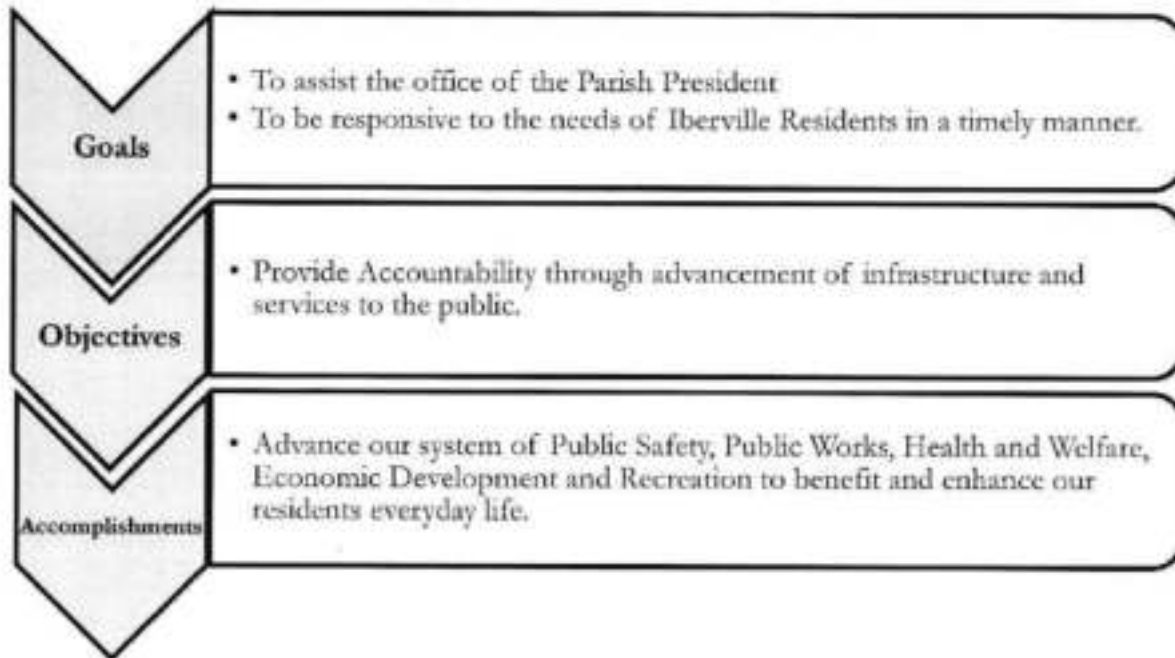 Goals
• To assist the office of the Parish President
• To be responsive to the needs of Iberville Residents in a timely manner.
Objectives
• Provide Accountability through advancement of infrastructure and
services to the public.
Accomplishments
• Advance our system of Public Safety, Public Works, Health and Welfare,
Economic Development and Recreation to benefit and enhance our
residents everyday life.